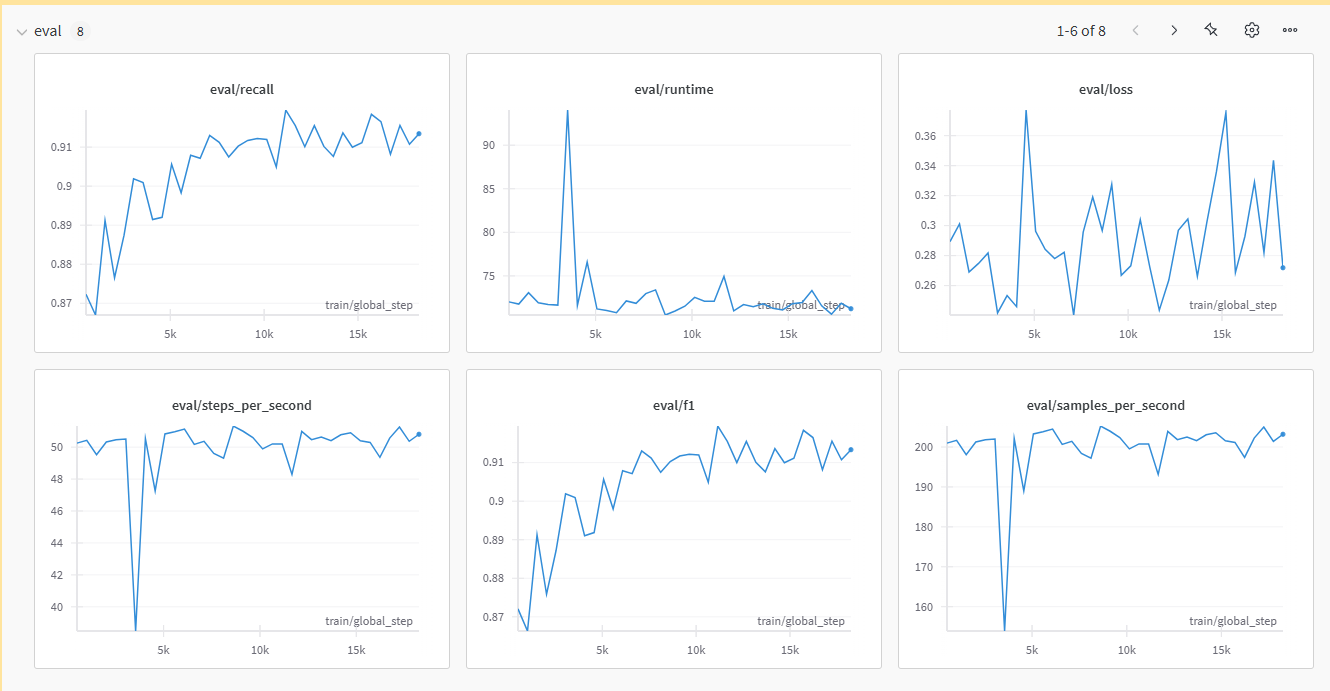 eval 8
1-6 of 8
eval/recall
0.91
0.9
0.89
0.88
0.87
train/global_step
5k 10k 15k
eval/runtime
90
85
80
75
train/global_step
5k 10k 15k
eval/loss
0.36
0.34
0.32
0.3
0.28
0.26
train/global_step
5k 10k 15k
eval/steps_per_second
50
48
46
44
42
40
train/global_step
5k 10k 15k
eval/f1
0.91
0.9
0.89
0.88
0.87
train/global_step
5k 10k 15k
eval/samples_per_second
200
190
180
170
160
train/global_step
5k 10k 15k